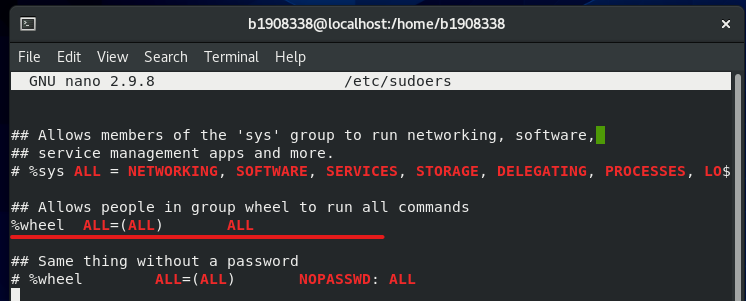 b1908338@localhost:/home/b1908338
File Edit View Search Terminal Help
GNU nano 2.9.8 /etc/sudoers
## Allows members of the 'sys' group to run networking, software,
## service management apps and more.
# %sys ALL = NETWORKING, SOFTWARE, SERVICES, STORAGE, DELEGATING, PROCESSES, LO$
## Allows people in group wheel to run all commands
%wheel ALL=(ALL) ALL
## Same thing without a password
# %wheel ALL=(ALL) NOPASSWD: ALL